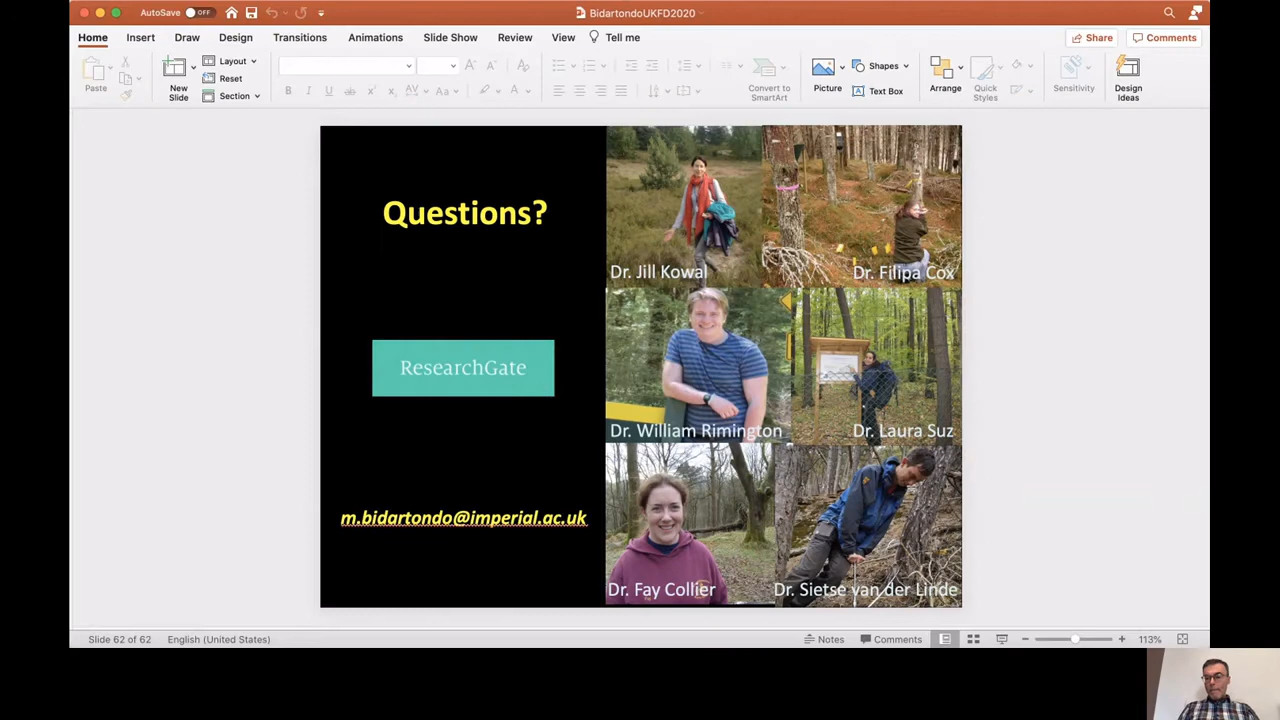 AutoSave OFF
BidartondoUKFD2020
Home Insert Draw Design Transitions Animations Slide Show Review View Tell me
Share Comments
Paste
New Slide
Layout
Reset
Section
Convert to SmartArt
Picture
Shapes
Text Box
Arrange
Quick Styles
Sensitivity
Design Ideas
Questions?
ResearchGate
m.bidartondo@imperial.ac.uk
Dr. Jill Kowal
Dr. Filipa Cox
Dr. William Rimington
Dr. Laura Suz
Dr. Fay Collier
Dr. Sietse van der Linde
Slide 62 of 62 English (United States)
Notes Comments 113%